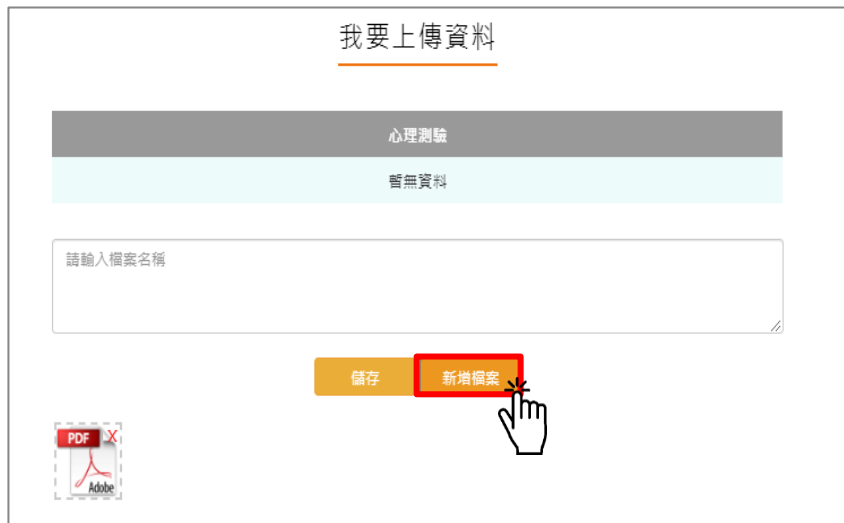 我要上傳資料
心理測驗
暫無資料
請輸入檔案名稱
儲存
新增檔案
PDF X
Adobe